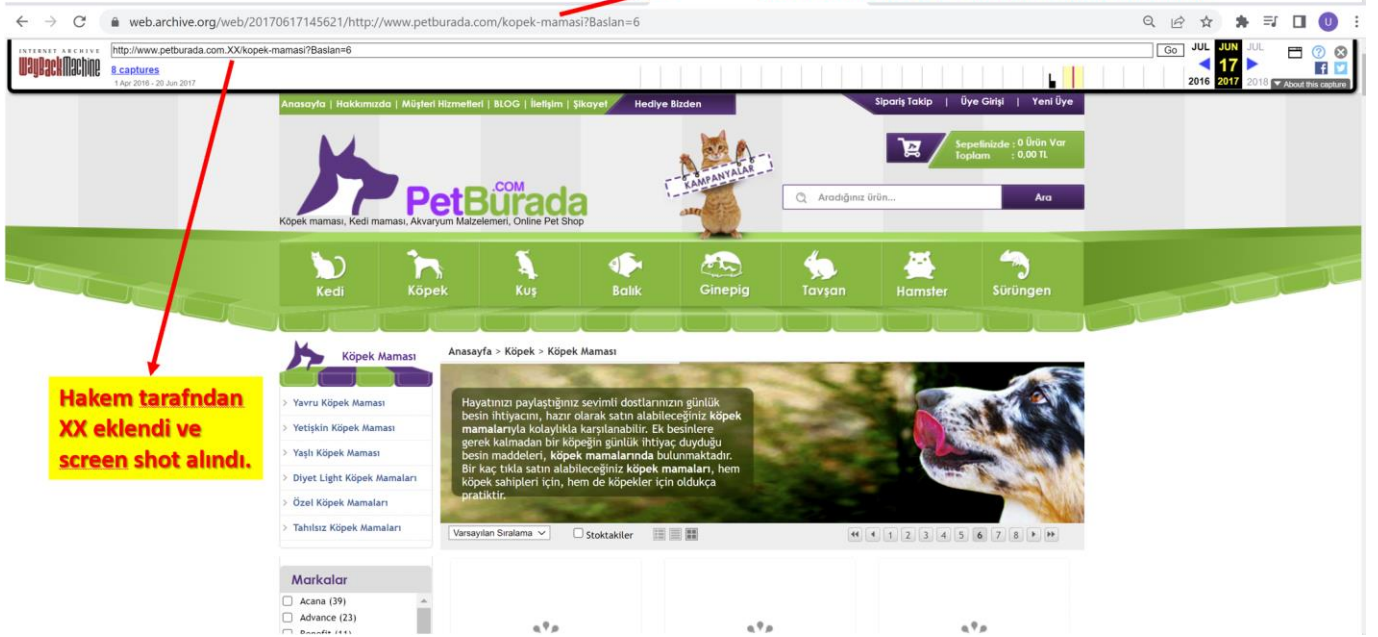 web.archive.org/web/20170617145621/http://www.petburada.com/kopek-mamasi?Baslan=6
U
INTERNET ARCHIVE
WayBackMachine
http://www.petburada.com.XX/kopek-mamasi?Baslan=6
Go
JUL JUN JUL
8 captures
17
1 Apr 2016 - 20 Jun 2017
2016 2017 2018
About this capture
Anasayfa | Hakkımızda | Müşteri Hizmetleri | BLOG | İletişim | Şikayet Hediye Bizden
Sipariş Takip | Üye Girişi | Yeni Üye
Sepetinizde : 0 Ürün Var
Toplam : 0,00 TL
KAMPANYALAR
PetBurada .COM
Köpek maması, Kedi maması, Akvaryum Malzelemeri, Online Pet Shop
Aradığınız ürün...
Ara
Kedi Köpek Kuş Balık Ginepig Tavşan Hamster Sürüngen
Köpek Maması
Anasayfa > Köpek > Köpek Maması
Hakem tarafndan
XX eklendi ve
screen shot alındı.
> Yavru Köpek Maması
> Yetişkin Köpek Maması
> Yaşlı Köpek Maması
> Diyet Light Köpek Mamaları
> Özel Köpek Mamaları
> Tahılsız Köpek Mamaları
Hayatınızı paylaştığınız sevimli dostlarınızın günlük
besin ihtiyacını, hazır olarak satın alabileceğiniz köpek
mamalarıyla kolaylıkla karşılanabilir. Ek besinlere
gerek kalmadan bir köpeğin günlük ihtiyaç duyduğu
besin maddeleri, köpek mamalarında bulunmaktadır.
Bir kaç tıkla satın alabileceğiniz köpek mamaları, hem
köpek sahipleri için, hem de köpekler için oldukça
pratiktir.
Varsayılan Sıralama
Stoktakiler
1 2 3 4 5 6 7 8
Markalar
Acana (39)
Advance (23)
Benefit (11)